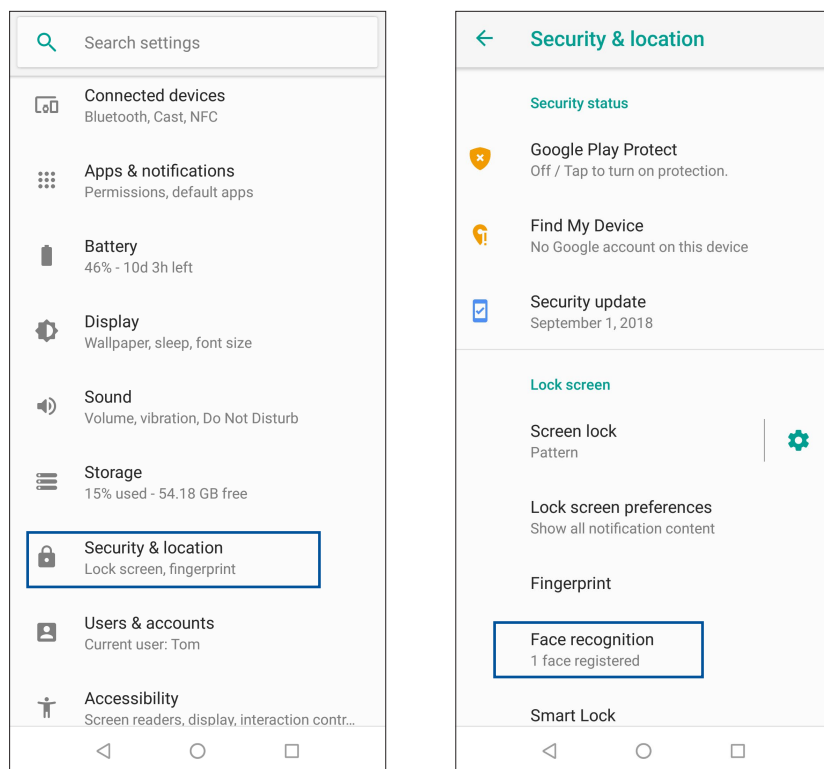 Search settings
Connected devices
Bluetooth, Cast, NFC
Apps & notifications
Permissions, default apps
Battery
46% - 10d 3h left
Display
Wallpaper, sleep, font size
Sound
Volume, vibration, Do Not Disturb
Storage
15% used - 54.18 GB free
Security & location
Lock screen, fingerprint
Users & accounts
Current user: Tom
Accessibility
Screen readers, display, interaction contr...
Security & location
Security status
Google Play Protect
Off / Tap to turn on protection.
Find My Device
No Google account on this device
Security update
September 1, 2018
Lock screen
Screen lock
Pattern
Lock screen preferences
Show all notification content
Fingerprint
Face recognition
1 face registered
Smart Lock